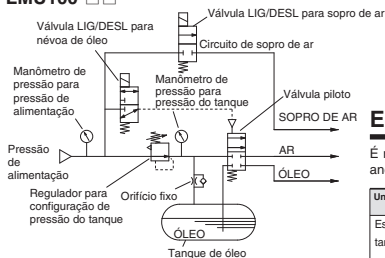 Válvula LIG/DESL para sopro de ar
Válvula LIG/DESL para
névoa de óleo
Circuito de sopro de ar
Manômetro de
pressão para
pressão de
alimentação
Manômetro de
pressão para
pressão do tanque
Válvula piloto
SOPRO DE AR
Pressão
de
alimentação
AR
ÓLEO
Regulador para
configuração de
pressão do tanque
Orifício fixo
ÓLEO
Tanque de óleo
E
Un
Es